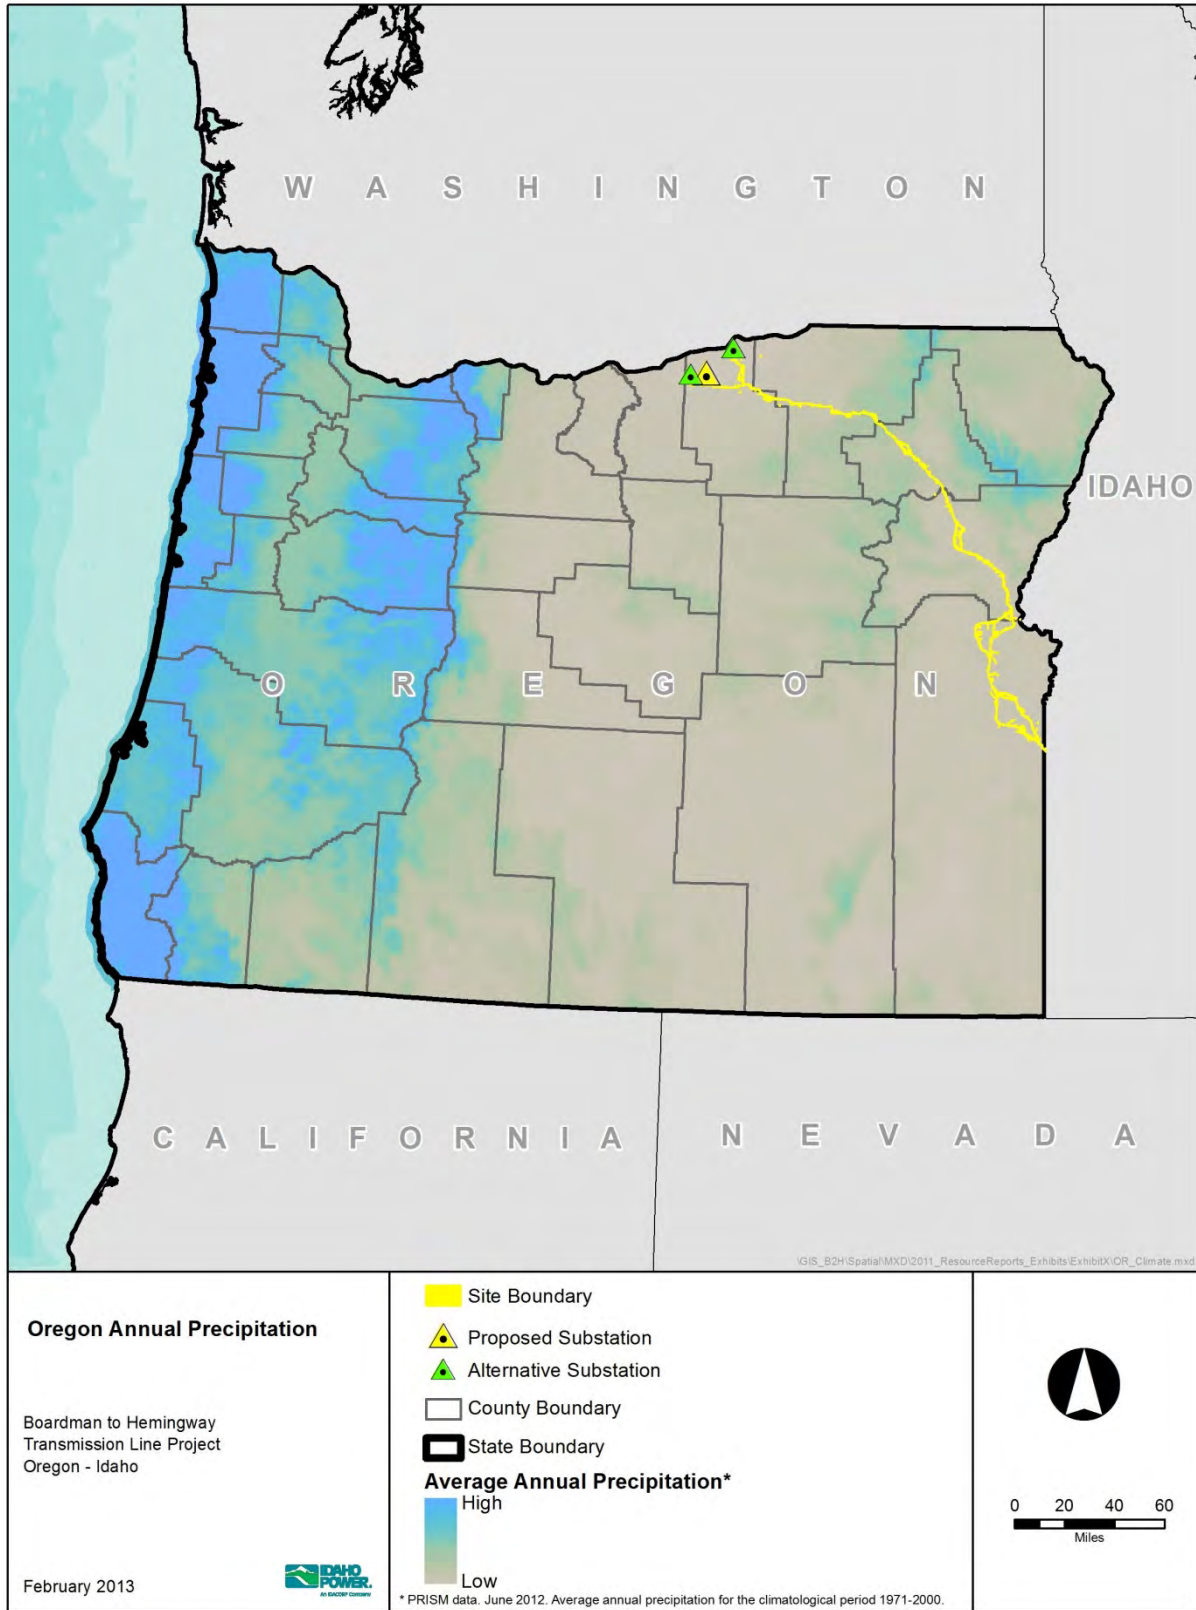 WASHINGTON
IDAHO
OREGON
CALIFORNIA
NEVADA
\GIS_B2H\Spatial\MXD\2011_ResourceReports_Exhibits\ExhibitX\OR_Climate.mxd
Oregon Annual Precipitation
Boardman to Hemingway
Transmission Line Project
Oregon - Idaho
February 2013
IDAHO
POWER.
An IDACORP Company
Site Boundary
Proposed Substation
Alternative Substation
County Boundary
State Boundary
Average Annual Precipitation*
High
Low
* PRISM data. June 2012. Average annual precipitation for the climatological period 1971-2000.
0 20 40 60
Miles